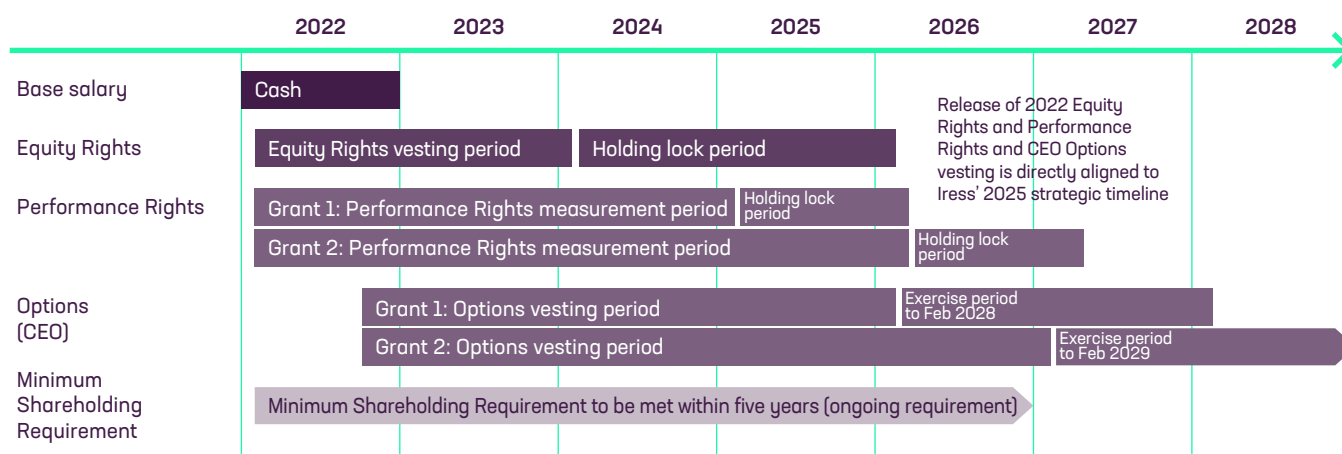 2022 2023 2024 2025 2026 2027 2028
Base salary
Cash
Equity Rights
Equity Rights vesting period
Holding lock period
Release of 2022 Equity
Rights and Performance
Rights and CEO Options
vesting is directly aligned to
Iress’ 2025 strategic timeline
Performance Rights
Grant 1: Performance Rights measurement period
Holding lock
period
Grant 2: Performance Rights measurement period
Holding lock
period
Options
(CEO)
Grant 1: Options vesting period
Exercise period
to Feb 2028
Grant 2: Options vesting period
Exercise period
to Feb 2029
Minimum
Shareholding
Requirement
Minimum Shareholding Requirement to be met within five years (ongoing requirement)